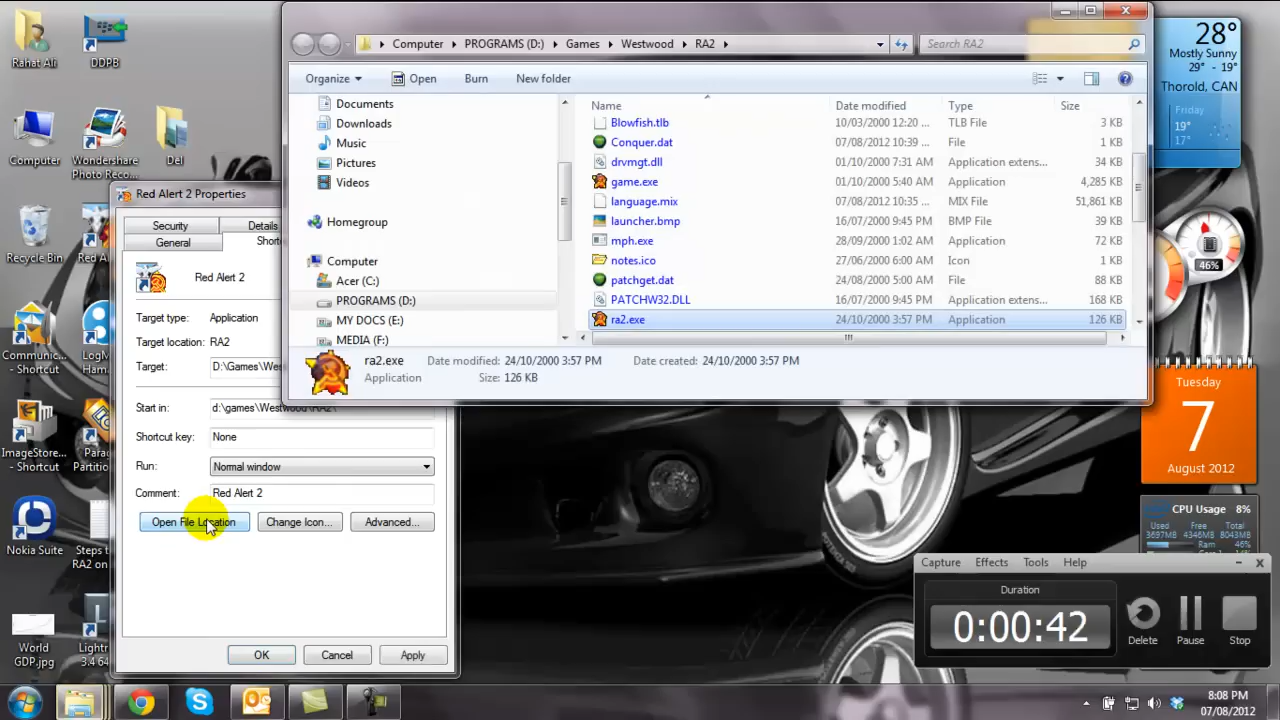 Rahat Ali
DDPB
Computer
Wondershare
Photo Reco...
Del
Recycle Bin
Red Al
Communic...
- Shortcut
LogM
Ham
ImageStore...
- Shortcut
Para
Partitio
Nokia Suite
Steps t
RA2 on
World
GDP.jpg
Lightr
3.4 64
Computer
PROGRAMS (D:)
Games
Westwood
RA2
Search RA2
Organize
Open
Burn
New folder
Documents
Downloads
Music
Pictures
Videos
Homegroup
Computer
Acer (C:)
PROGRAMS (D:)
MY DOCS (E:)
MEDIA (F:)
Name Date modified Type Size
Blowfish.tlb 10/03/2000 12:20 ... TLB File 3 KB
Conquer.dat 07/08/2012 10:39 ... File 1 KB
drvmgt.dll 01/10/2000 7:31 AM Application extens... 34 KB
game.exe 01/10/2000 5:40 AM Application 4,285 KB
language.mix 07/08/2012 10:35 ... MIX File 51,861 KB
launcher.bmp 16/07/2000 9:45 PM BMP File 39 KB
mph.exe 28/09/2000 1:02 AM Application 72 KB
notes.ico 27/06/2000 6:00 AM Icon 1 KB
patchget.dat 24/08/2000 5:00 AM File 88 KB
PATCHW32.DLL 16/07/2000 9:45 PM Application extens... 168 KB
ra2.exe 24/10/2000 3:57 PM Application 126 KB
ra2.exe Date modified: 24/10/2000 3:57 PM Date created: 24/10/2000 3:57 PM
Application Size: 126 KB
Red Alert 2 Properties
Security
Details
General
Shor
Red Alert 2
Target type: Application
Target location: RA2
Target: D:\Games\Wes
Start in: d:\games\Westwood\RA2\
Shortcut key: None
Run: Normal window
Comment: Red Alert 2
Open File Location
Change Icon...
Advanced...
OK
Cancel
Apply
28°
Mostly Sunny
29° - 19°
Thorold, CAN
Friday
19°
17°
46%
Tuesday
7
August 2012
CPU Usage 8%
Used Free Total
3697MB 4346MB 8043MB
Ram 46%
Capture Effects Tools Help
Duration
0:00:42
Delete
Pause
Stop
8:08 PM
07/08/2012